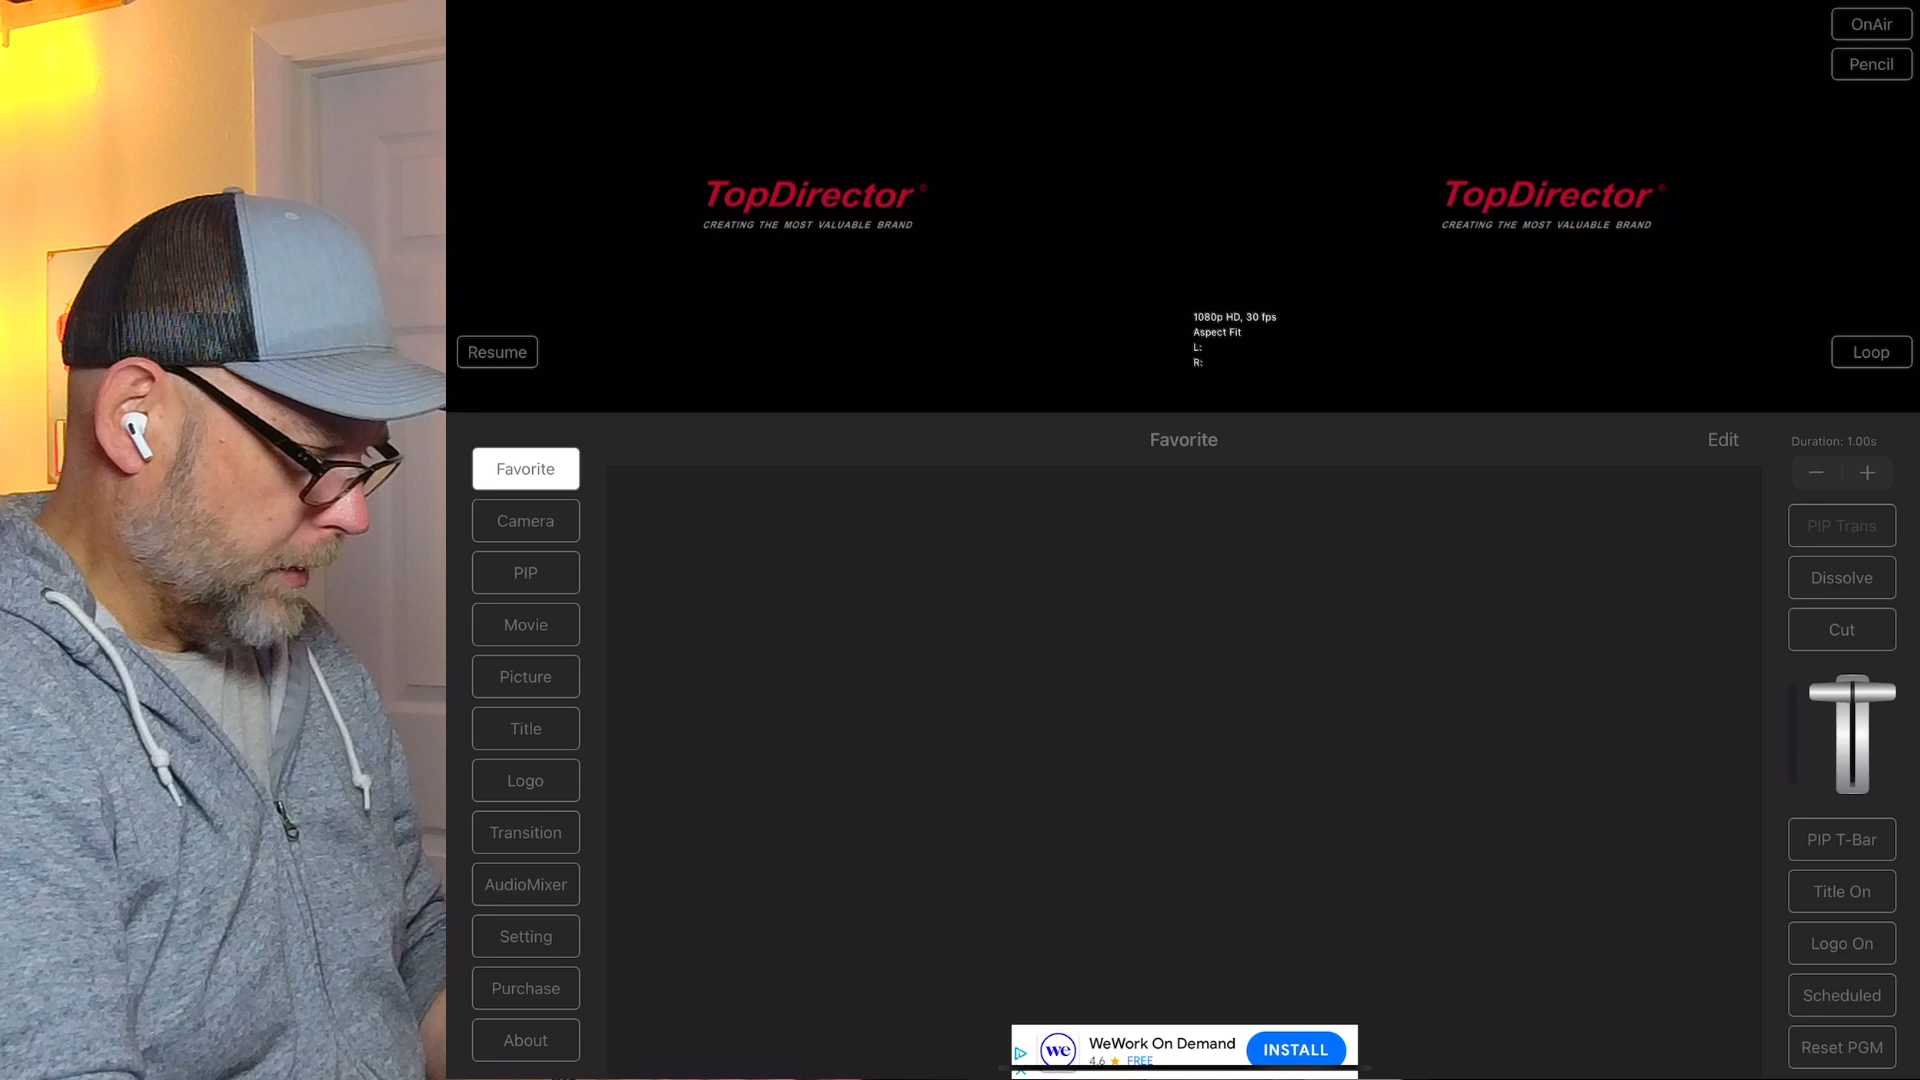 OnAir
Pencil
TopDirector®
CREATING THE MOST VALUABLE BRAND
TopDirector®
CREATING THE MOST VALUABLE BRAND
1080p HD, 30 fps
Aspect Fit
L:
R:
Resume
Loop
Favorite
Edit
Duration: 1.00s
Favorite
Camera
PIP
Movie
Picture
Title
Logo
Transition
AudioMixer
Setting
Purchase
About
PIP Trans
Dissolve
Cut
PIP T-Bar
Title On
Logo On
Scheduled
Reset PGM
we
WeWork On Demand
4.6 ★ FREE
INSTALL